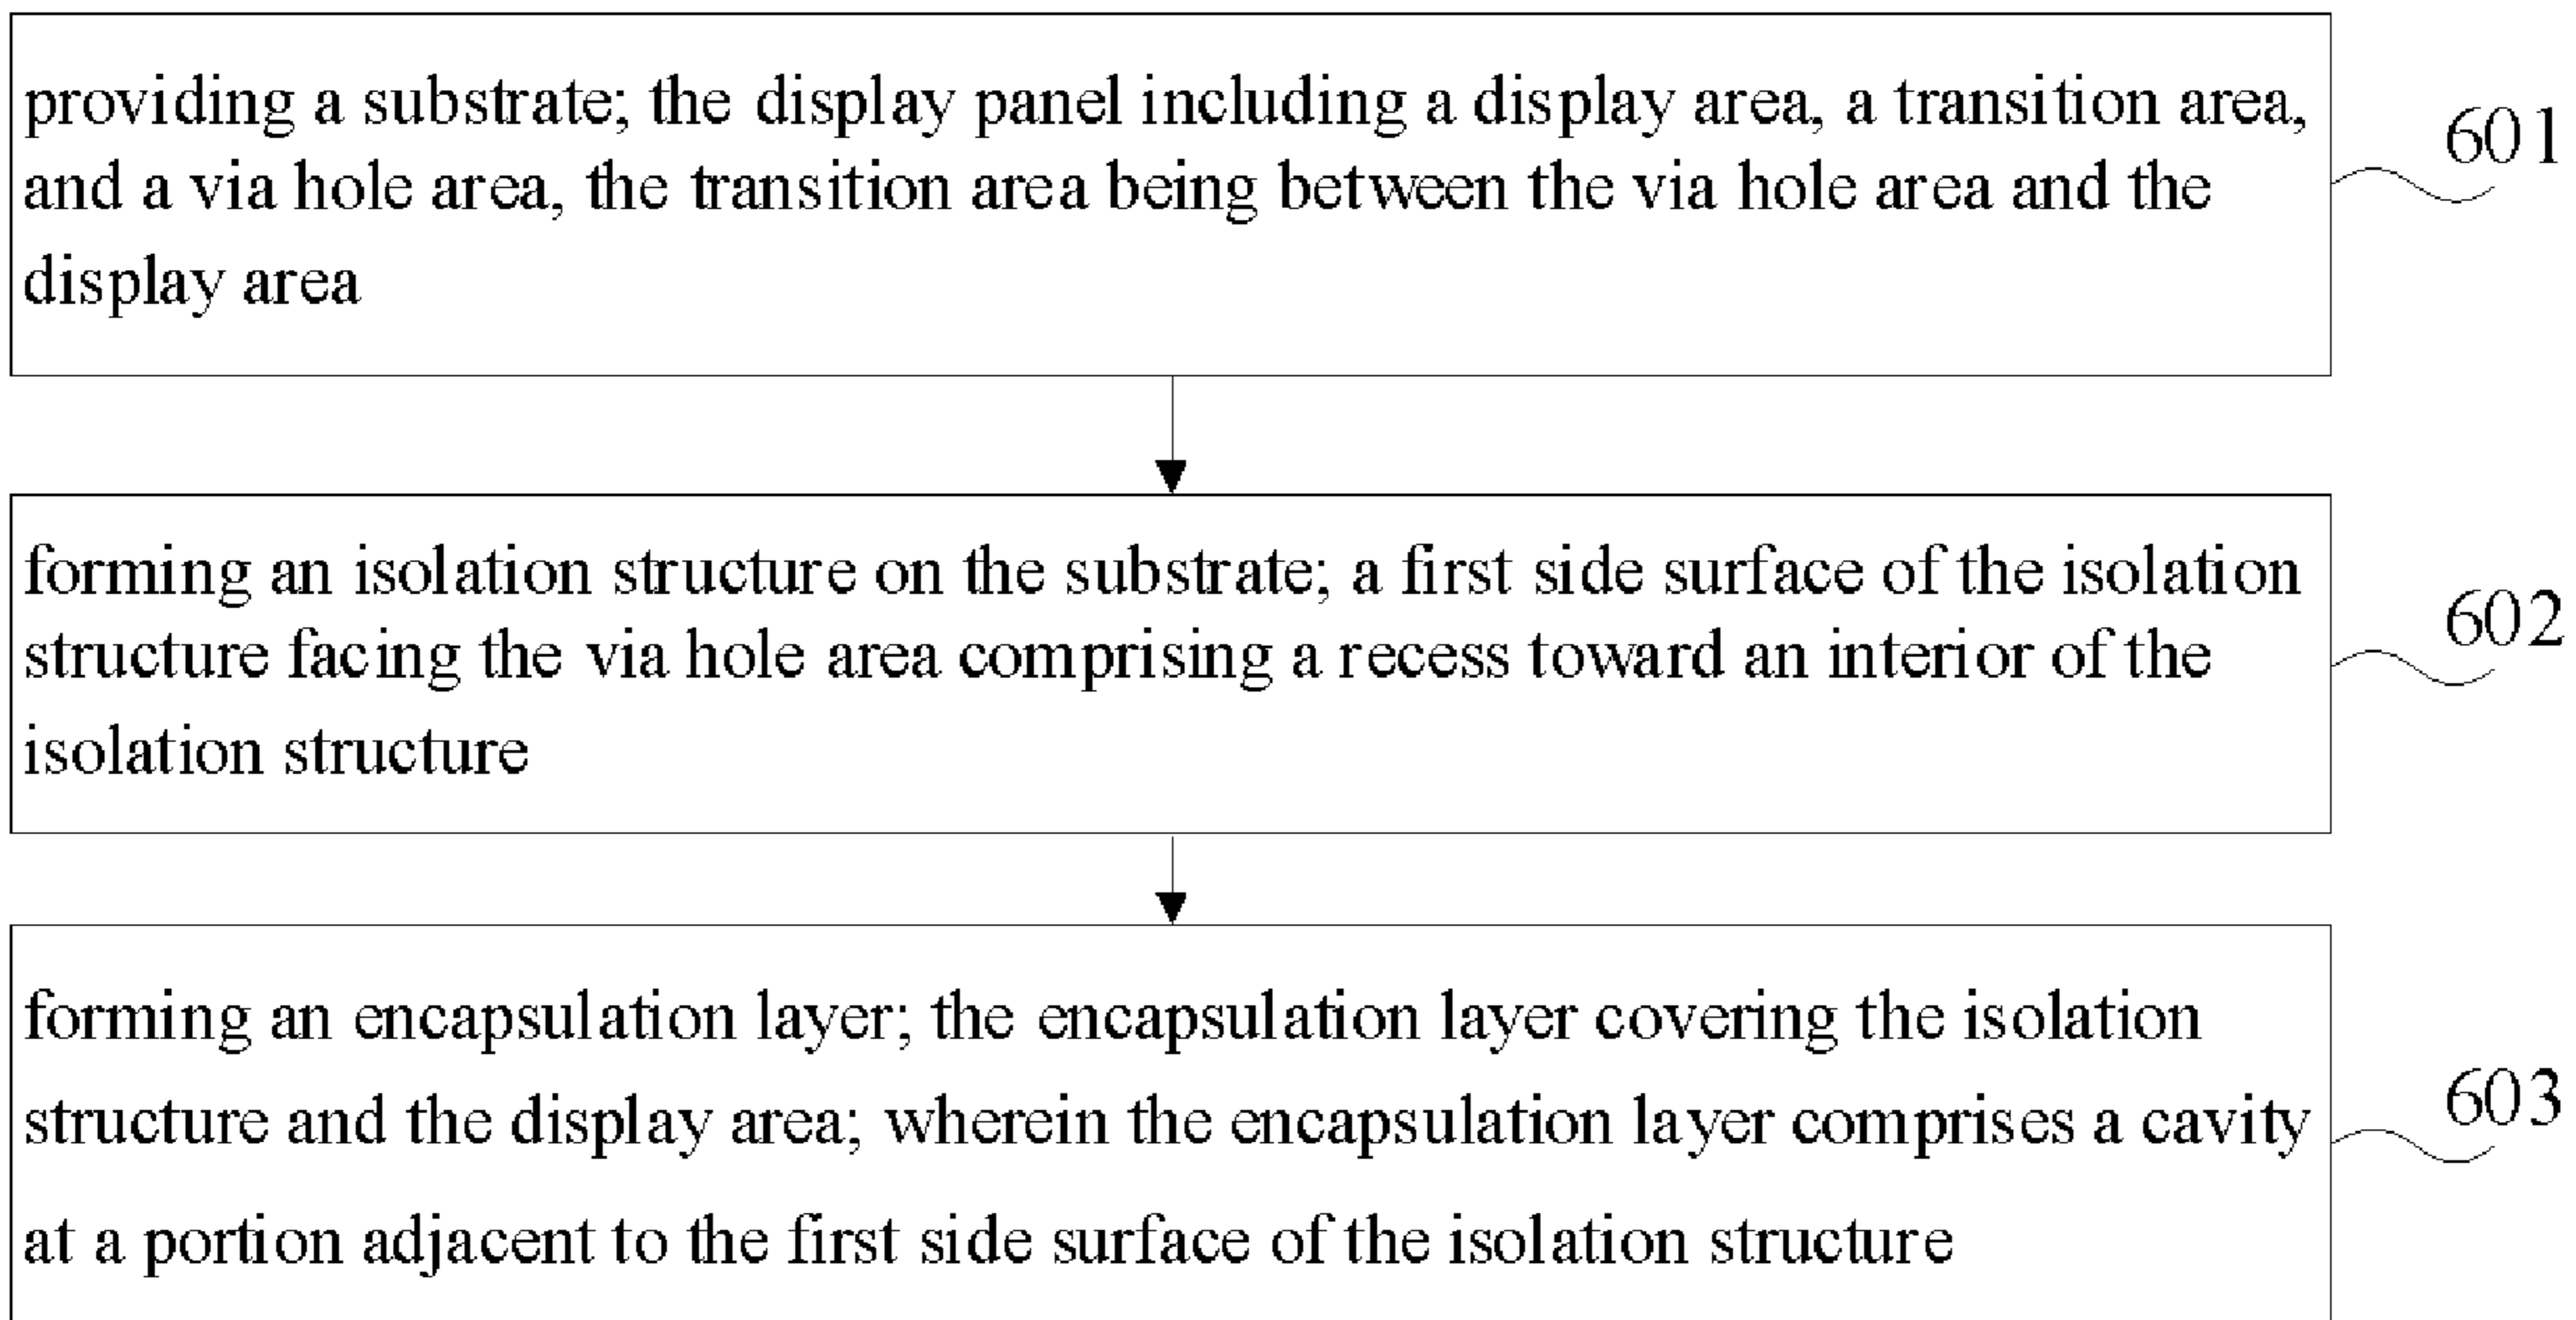 providing a substrate; the display panel including a display area, a transition area,
and a via hole area, the transition area being between the via hole area and the
display area
601
forming an isolation structure on the substrate; a first side surface of the isolation
structure facing the via hole area comprising a recess toward an interior of the
isolation structure
602
forming an encapsulation layer; the encapsulation layer covering the isolation
structure and the display area; wherein the encapsulation layer comprises a cavity
at a portion adjacent to the first side surface of the isolation structure
603